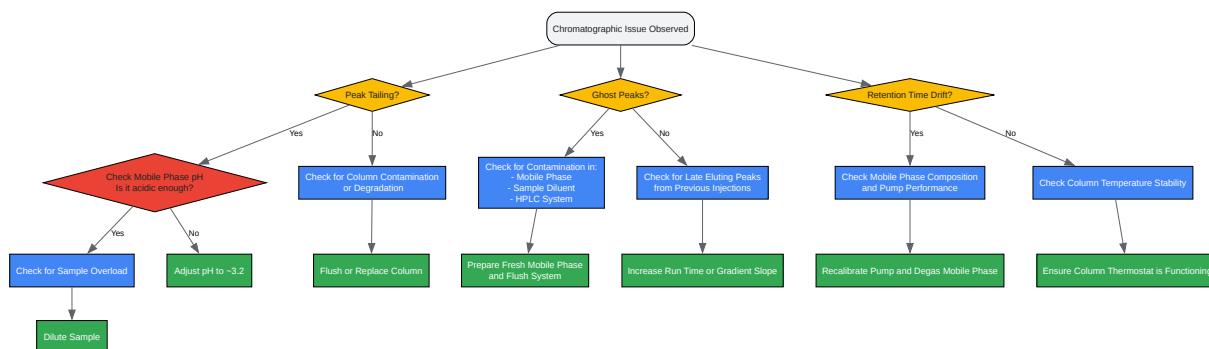 Chromatographic Issue Observed
Peak Tailing?
Ghost Peaks?
Retention Time Drift?
Yes
No
Yes
No
Yes
No
Check Mobile Phase pH
Is it acidic enough?
Check for Column Contamination
or Degradation
Check for Contamination in:
- Mobile Phase
- Sample Diluent
- HPLC System
Check for Late Eluting Peaks
from Previous Injections
Check Mobile Phase Composition
and Pump Performance
Check Column Temperature Stability
Yes
No
Check for Sample Overload
Adjust pH to ~3.2
Flush or Replace Column
Prepare Fresh Mobile Phase
and Flush System
Increase Run Time or Gradient Slope
Recalibrate Pump and Degas Mobile Phase
Ensure Column Thermostat is Functioning
Dilute Sample